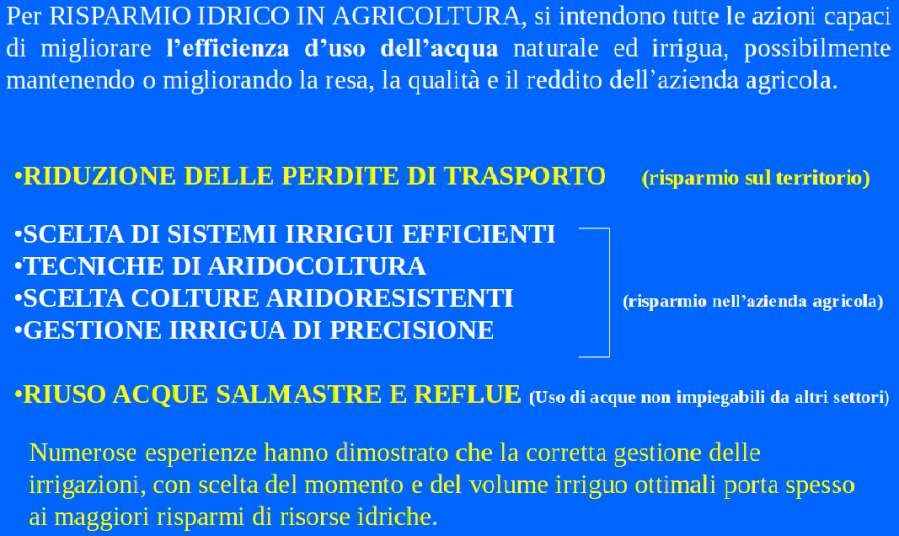 Per RISPARMIO IDRICO IN AGRICOLTURA, si intendono tutte le azioni capaci
di migliorare l’efficienza d’uso dell’acqua naturale ed irrigua, possibilmente
mantenendo o migliorando la resa, la qualità e il reddito dell’azienda agricola.
•RIDUZIONE DELLE PERDITE DI TRASPORTO (risparmio sul territorio)
•SCELTA DI SISTEMI IRRIGUI EFFICIENTI
•TECNICHE DI ARIDOCOLTURA
•SCELTA COLTURE ARIDORESISTENTI
(risparmio nell’azienda agricola)
•GESTIONE IRRIGUA DI PRECISIONE
•RIUSO ACQUE SALMASTRE E REFLUE (Uso di acque non impiegabili da altri settori)
Numerose esperienze hanno dimostrato che la corretta gestione delle
irrigazioni, con scelta del momento e del volume irriguo ottimali porta spesso
ai maggiori risparmi di risorse idriche.